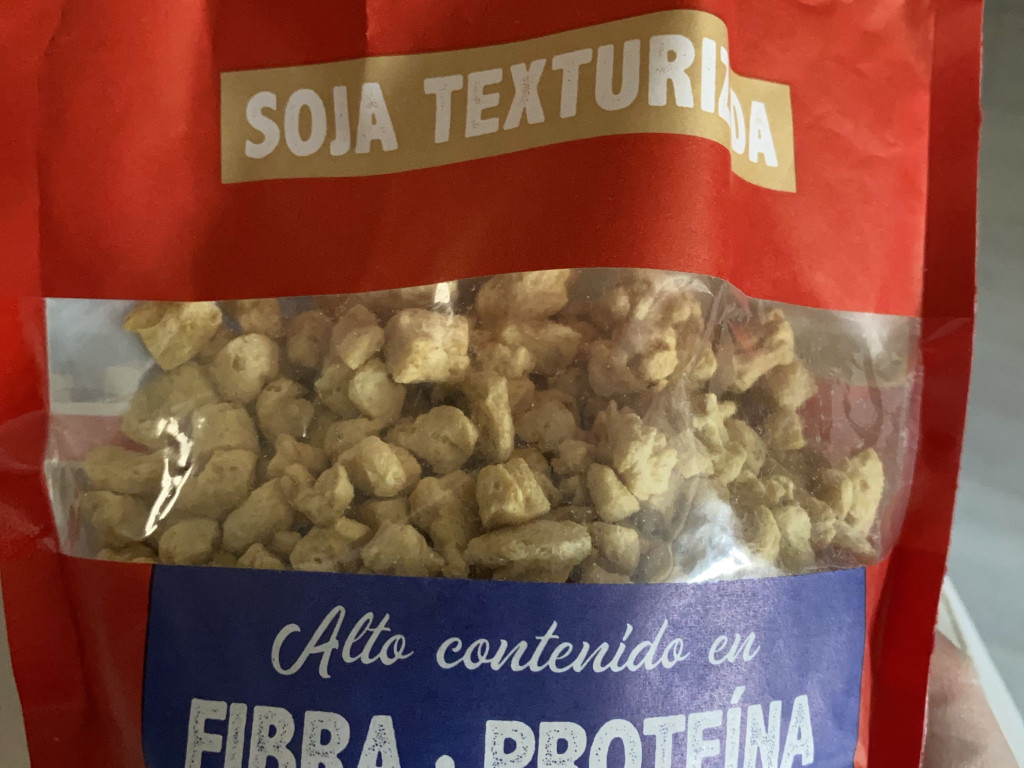 SOJA TEXTURIZADA
Alto contenido en
FIBRA · PROTEÍNA